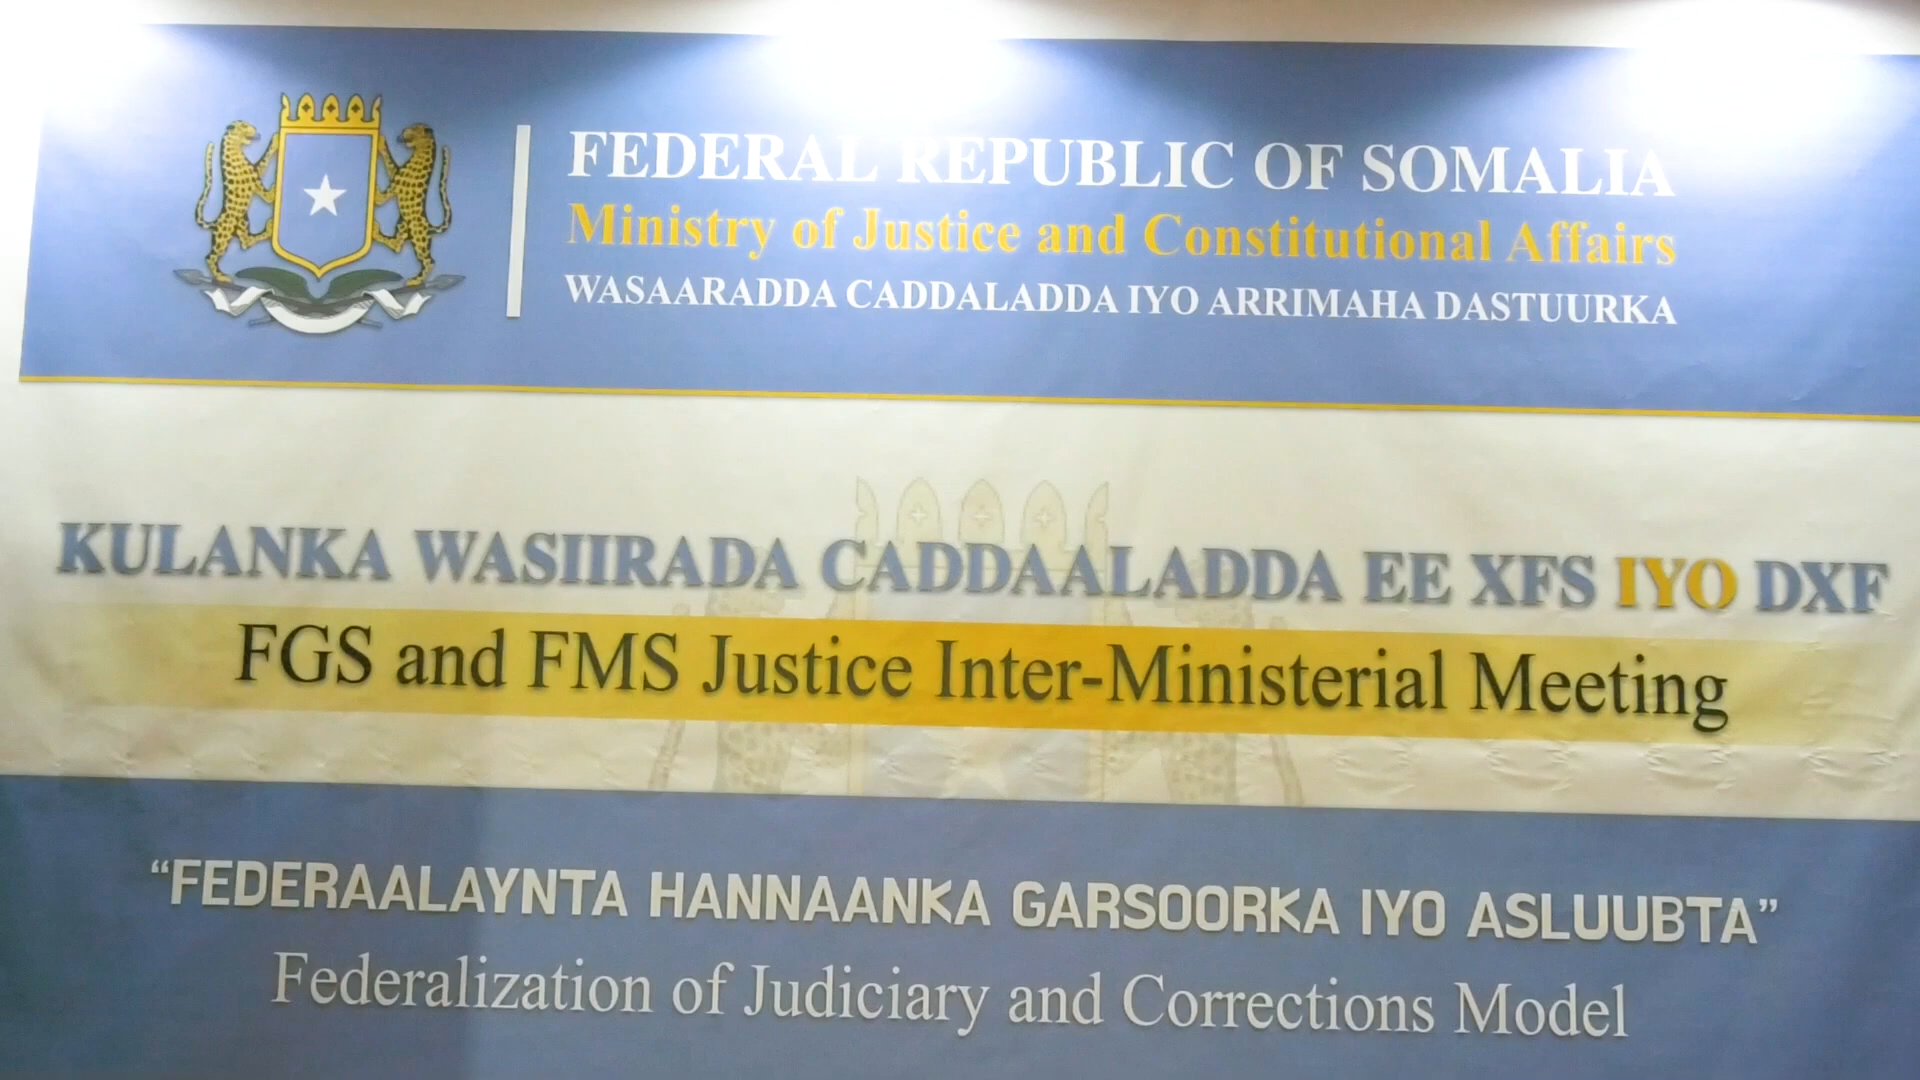 FEDERAL REPUBLIC OF SOMALIA
Ministry of Justice and Constitutional Affairs
WASAARADDA CADDALADDA IYO ARRIMAHA DASTUURKA
KULANKA WASIIRADA CADDAALADDA EE XFS IYO DXF
FGS and FMS Justice Inter-Ministerial Meeting
“FEDERAALAYNTA HANNAANKA GARSOORKA IYO ASLUUBTA”
Federalization of Judiciary and Corrections Model